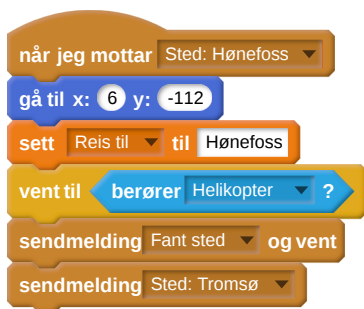 når jeg mottar Sted: Hønefoss
gå til x: 6 y: -112
sett Reis til til Hønefoss
vent til berører Helikopter ?
sendmelding Fant sted og vent
sendmelding Sted: Tromsø